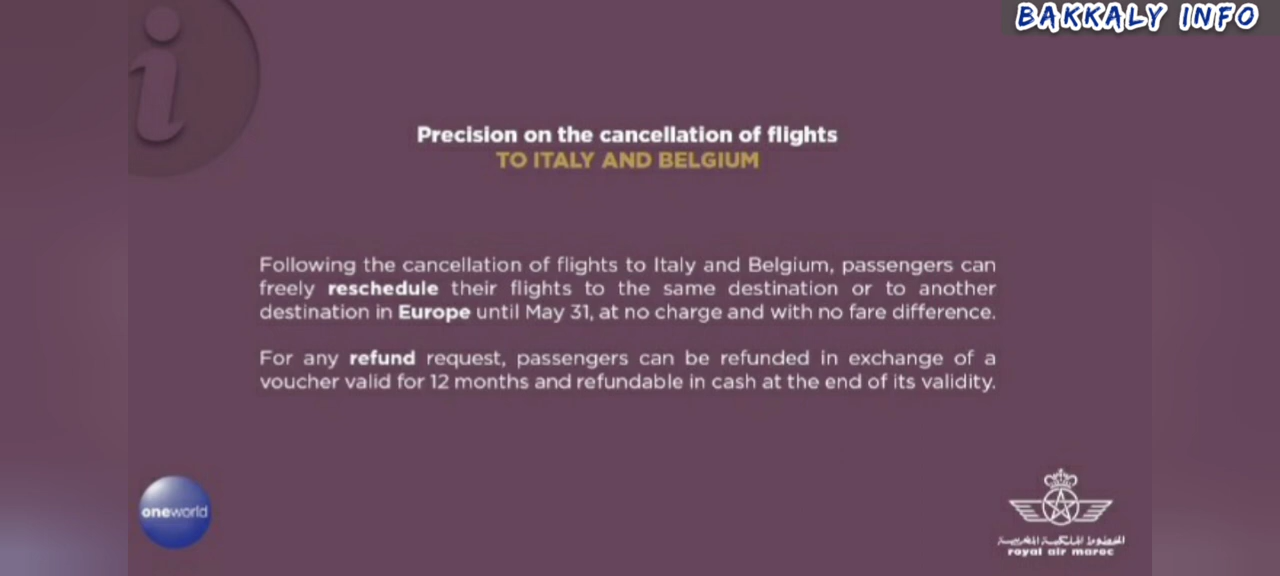 BAKKALY INFO
i
Precision on the cancellation of flights
TO ITALY AND BELGIUM
Following the cancellation of flights to Italy and Belgium, passengers can
freely reschedule their flights to the same destination or to another
destination in Europe until May 31, at no charge and with no fare difference.
For any refund request, passengers can be refunded in exchange of a
voucher valid for 12 months and refundable in cash at the end of its validity.
oneworld
الخطوط الملكية المغربية
royal air maroc